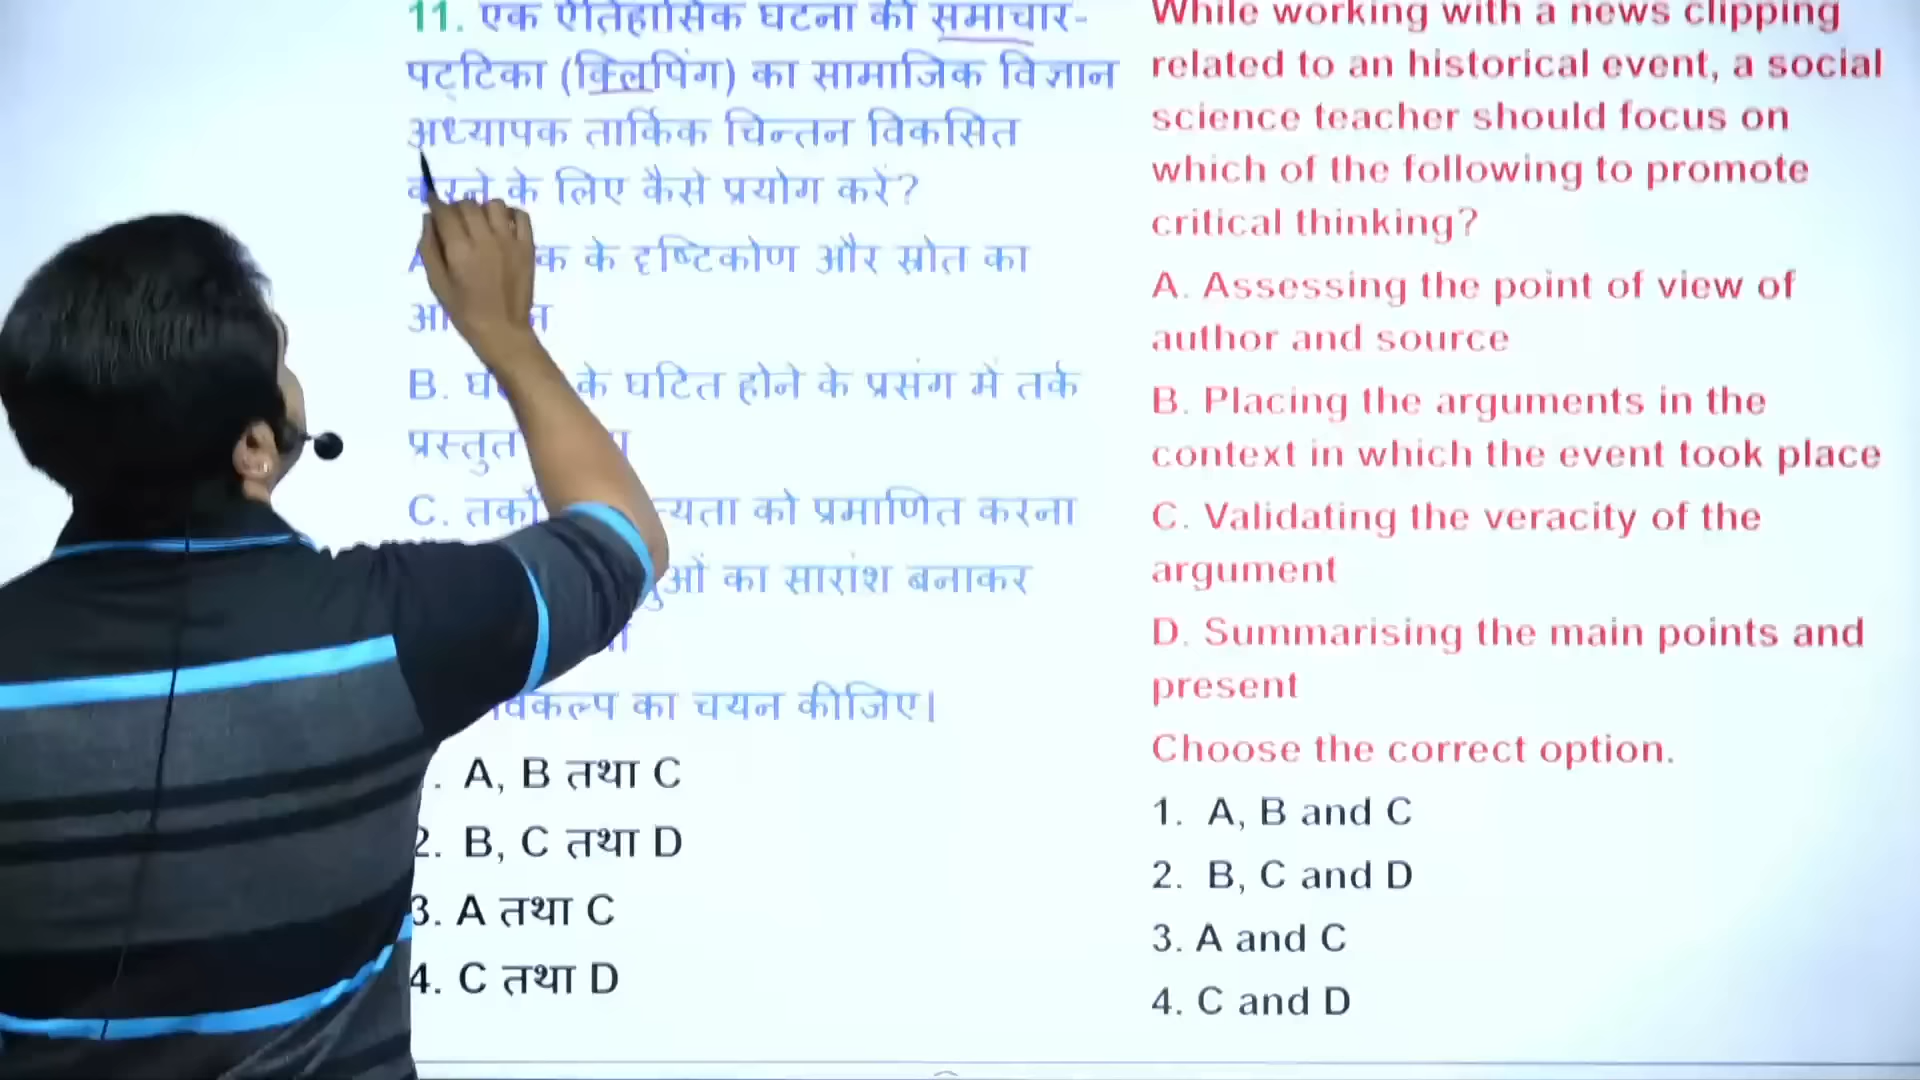 11. एक ऐतिहासिक घटना की समाचार-
पट्टिका (क्लिपिंग) का सामाजिक विज्ञान
अध्यापक तार्किक चिन्तन विकसित
करने के लिए कैसे प्रयोग करें?
के दृष्टिकोण और स्रोत का
B. के घटित होने के प्रसंग में तर्क
प्रस्तुत
C. को प्रमाणित करना
का सारांश बनाकर
विकल्प का चयन कीजिए।
A, B तथा C
2. B, C तथा D
3. A तथा C
4. C तथा D
While working with a news clipping
related to an historical event, a social
science teacher should focus on
which of the following to promote
critical thinking?
A. Assessing the point of view of
author and source
B. Placing the arguments in the
context in which the event took place
C. Validating the veracity of the
argument
D. Summarising the main points and
present
Choose the correct option.
1. A, B and C
2. B, C and D
3. A and C
4. C and D